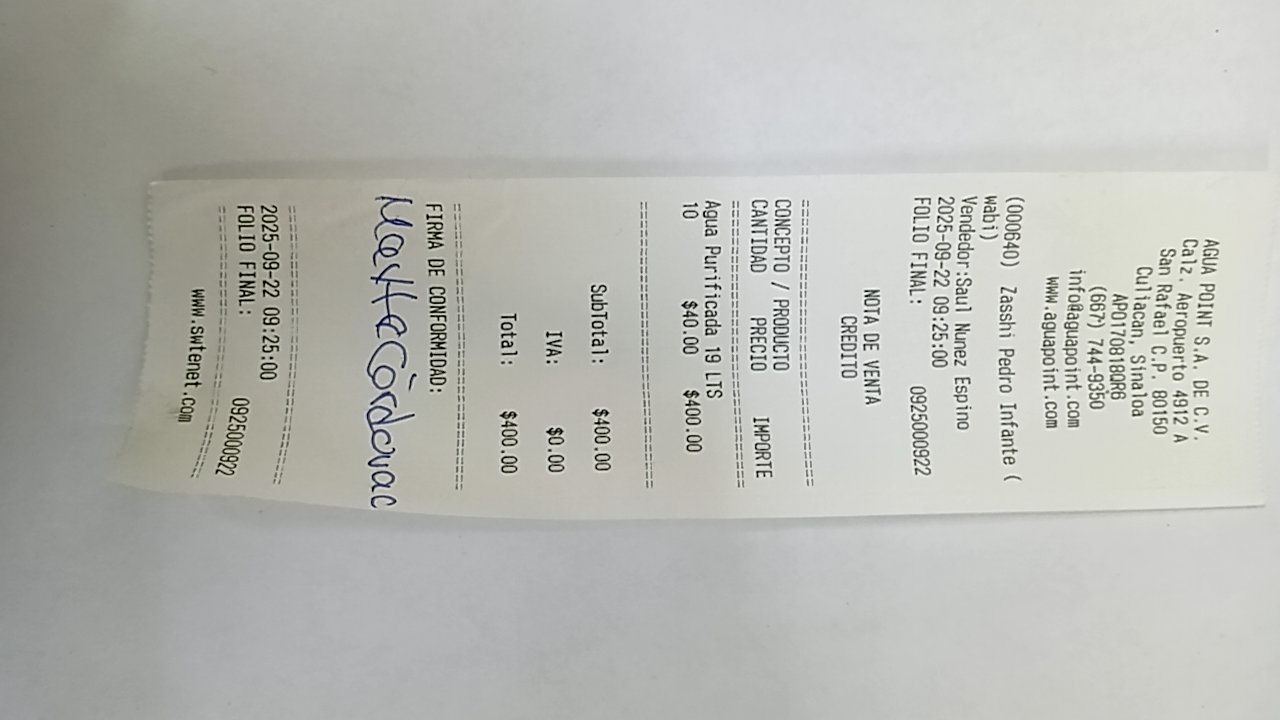 AGUA POINT S.A. DE C.V.
Calz. Aeropuerto 4912 A
San Rafael C.P. 80150
Culiacan, Sinaloa
APO170818QR6
(667) 744-9350
info@aguapoint.com
www.aguapoint.com
(000640) Zasshi Pedro Infante (
wabi)
Vendedor:Saul Nunez Espino
2025-09-22 09:25:00
FOLIO FINAL: 0925000922
NOTA DE VENTA
CREDITO
CONCEPTO / PRODUCTO
CANTIDAD PRECIO IMPORTE
Agua Purificada 19 LTS
10 $40.00 $400.00
SubTotal: $400.00
IVA: $0.00
Total: $400.00
FIRMA DE CONFORMIDAD:
Martha Córdova C
2025-09-22 09:25:00
FOLIO FINAL: 0925000922
www.swtenet.com